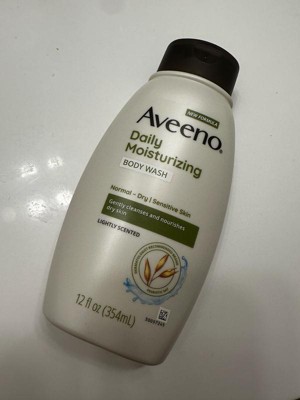 NEW FORMULA
Aveeno®
Daily
Moisturizing
BODY WASH
Normal - Dry | Sensitive Skin
Gently cleanses and nourishes
dry skin
LIGHTLY SCENTED
12 fl oz (354mL)